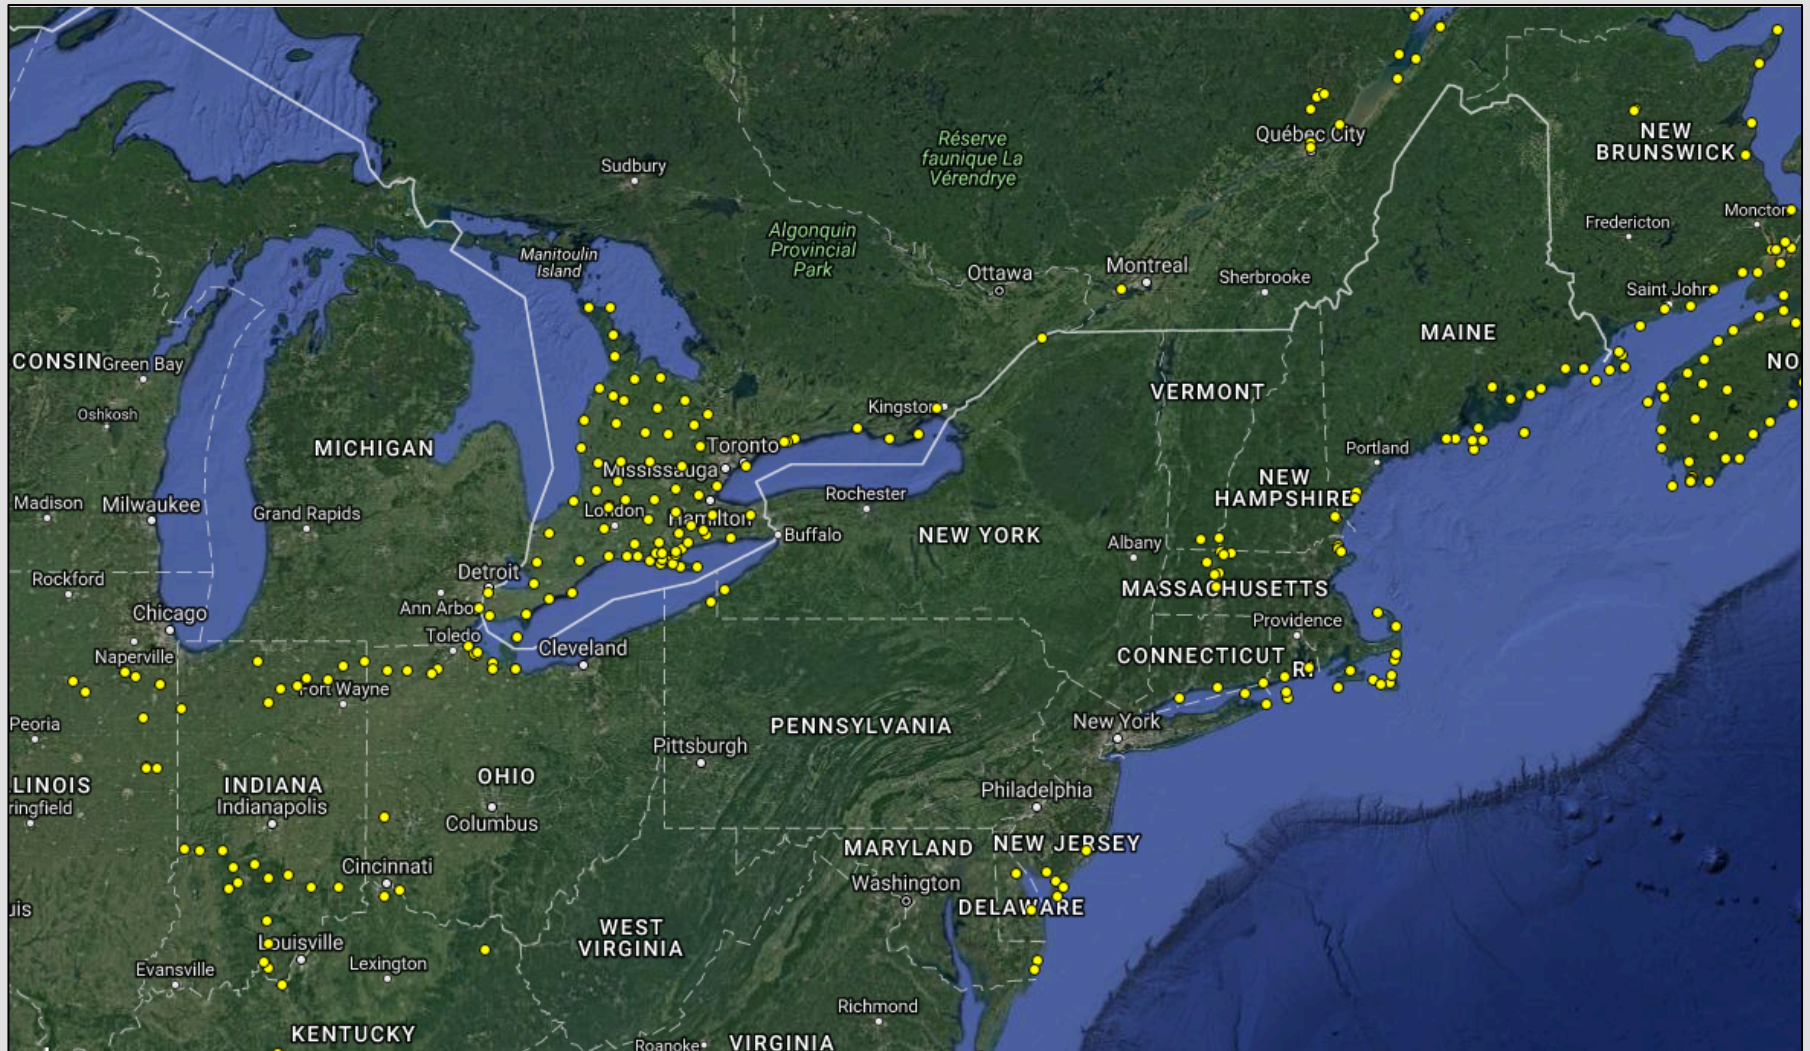 Réserve
faunique La
Vérendrye
Québec City
NEW
BRUNSWICK
Sudbury
Algonquin
Provincial
Park
Fredericton
Moncton
Manitoulin
Island
Ottawa
Montreal
Sherbrooke
Saint John
MAINE
CONSIN
Green Bay
NO
VERMONT
Oshkosh
Kingston
MICHIGAN
Toronto
Portland
Mississauga
NEW
HAMPSHIRE
Madison
Milwaukee
Grand Rapids
London
Hamilton
Rochester
Buffalo
NEW YORK
Albany
Rockford
Detroit
MASSACHUSETTS
Chicago
Ann Arbo
Providence
Toledo
Cleveland
Naperville
CONNECTICUT
R.I
Fort Wayne
Peoria
New York
PENNSYLVANIA
Pittsburgh
LINOIS
ringfield
INDIANA
Indianapolis
OHIO
Columbus
Philadelphia
MARYLAND
NEW JERSEY
Cincinnati
Washington
DELAWARE
uis
WEST
VIRGINIA
Louisville
Lexington
Evansville
Richmond
KENTUCKY
Roanoke
VIRGINIA